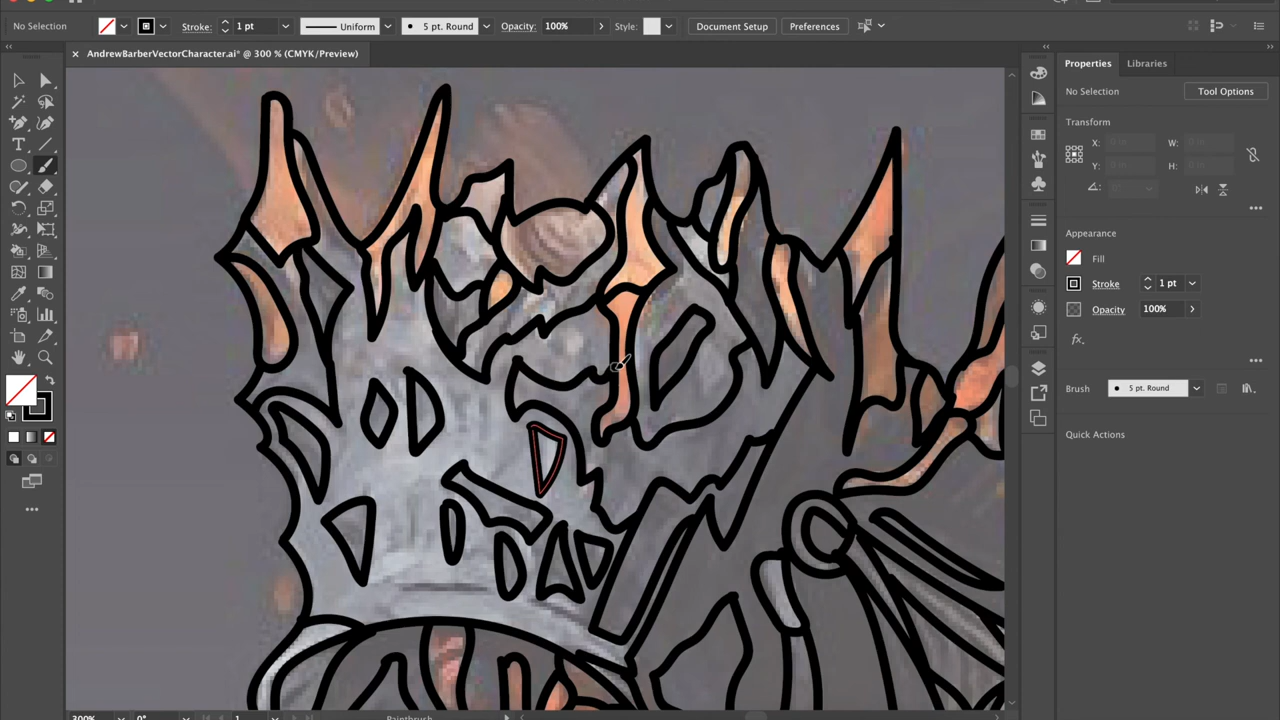 No Selection Stroke: 1 pt Uniform 5 pt. Round Opacity: 100% Style: Document Setup Preferences
× AndrewBarberVectorCharacter.ai* @ 300 % (CMYK/Preview)
Properties Libraries
No Selection Tool Options
Transform
X: W:
Y: H:
Appearance
Fill
Stroke 1 pt
Opacity 100%
fx.
Brush 5 pt. Round
Quick Actions
300% 0° 1 Paintbrush